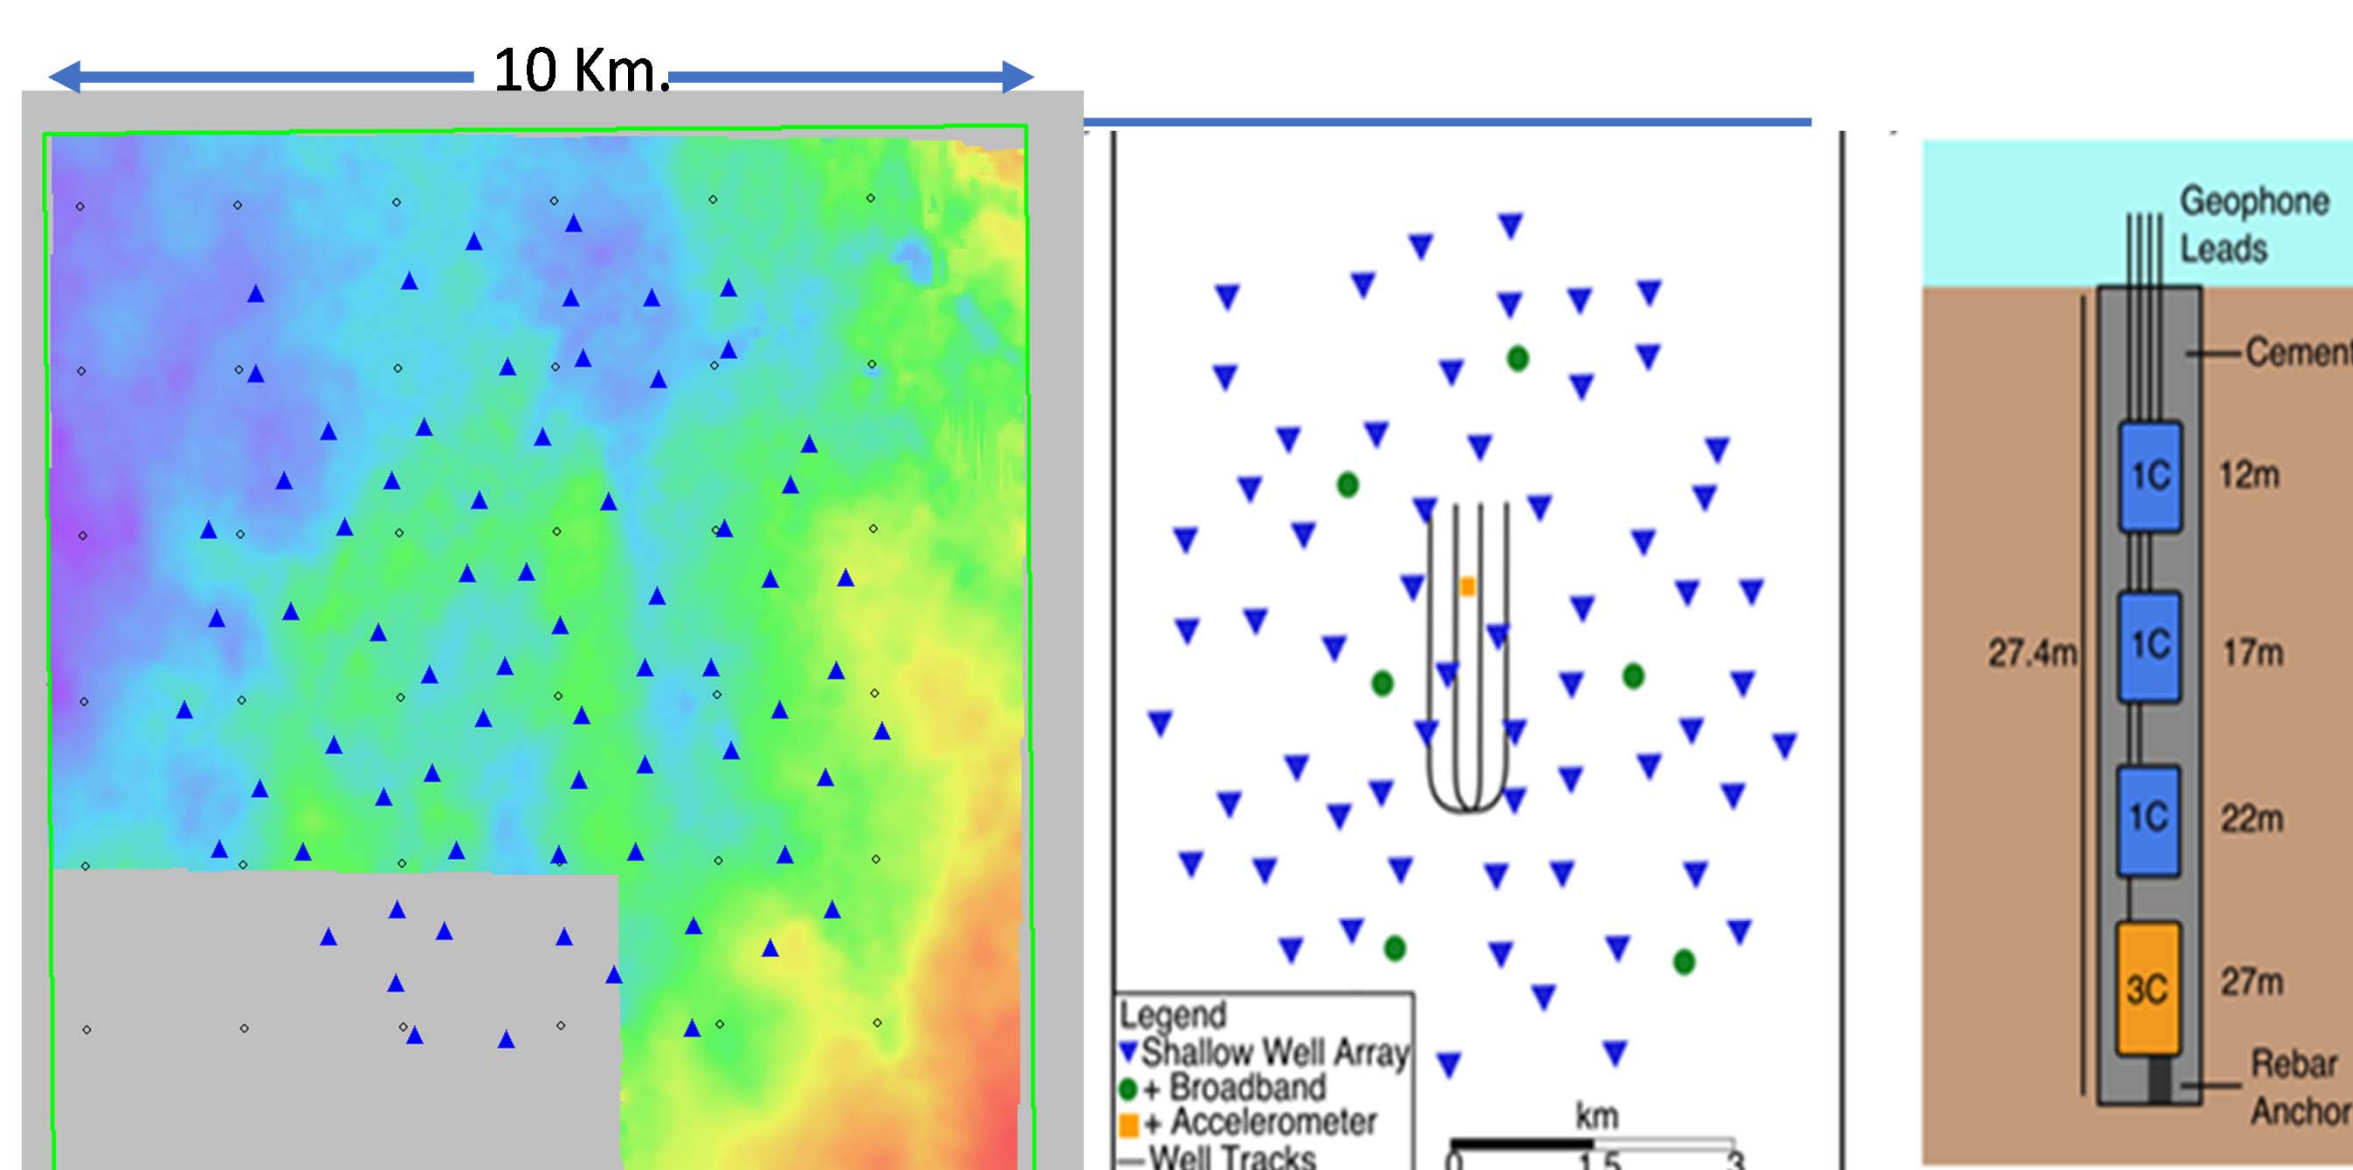 10 Km.
Legend
Shallow Well Array
+ Broadband
+ Accelerometer
Well Tracks
km
0 1.5 3
Geophone
Leads
Cement
1C 12m
1C 17m
27.4m
1C 22m
3C 27m
Rebar
Anchor